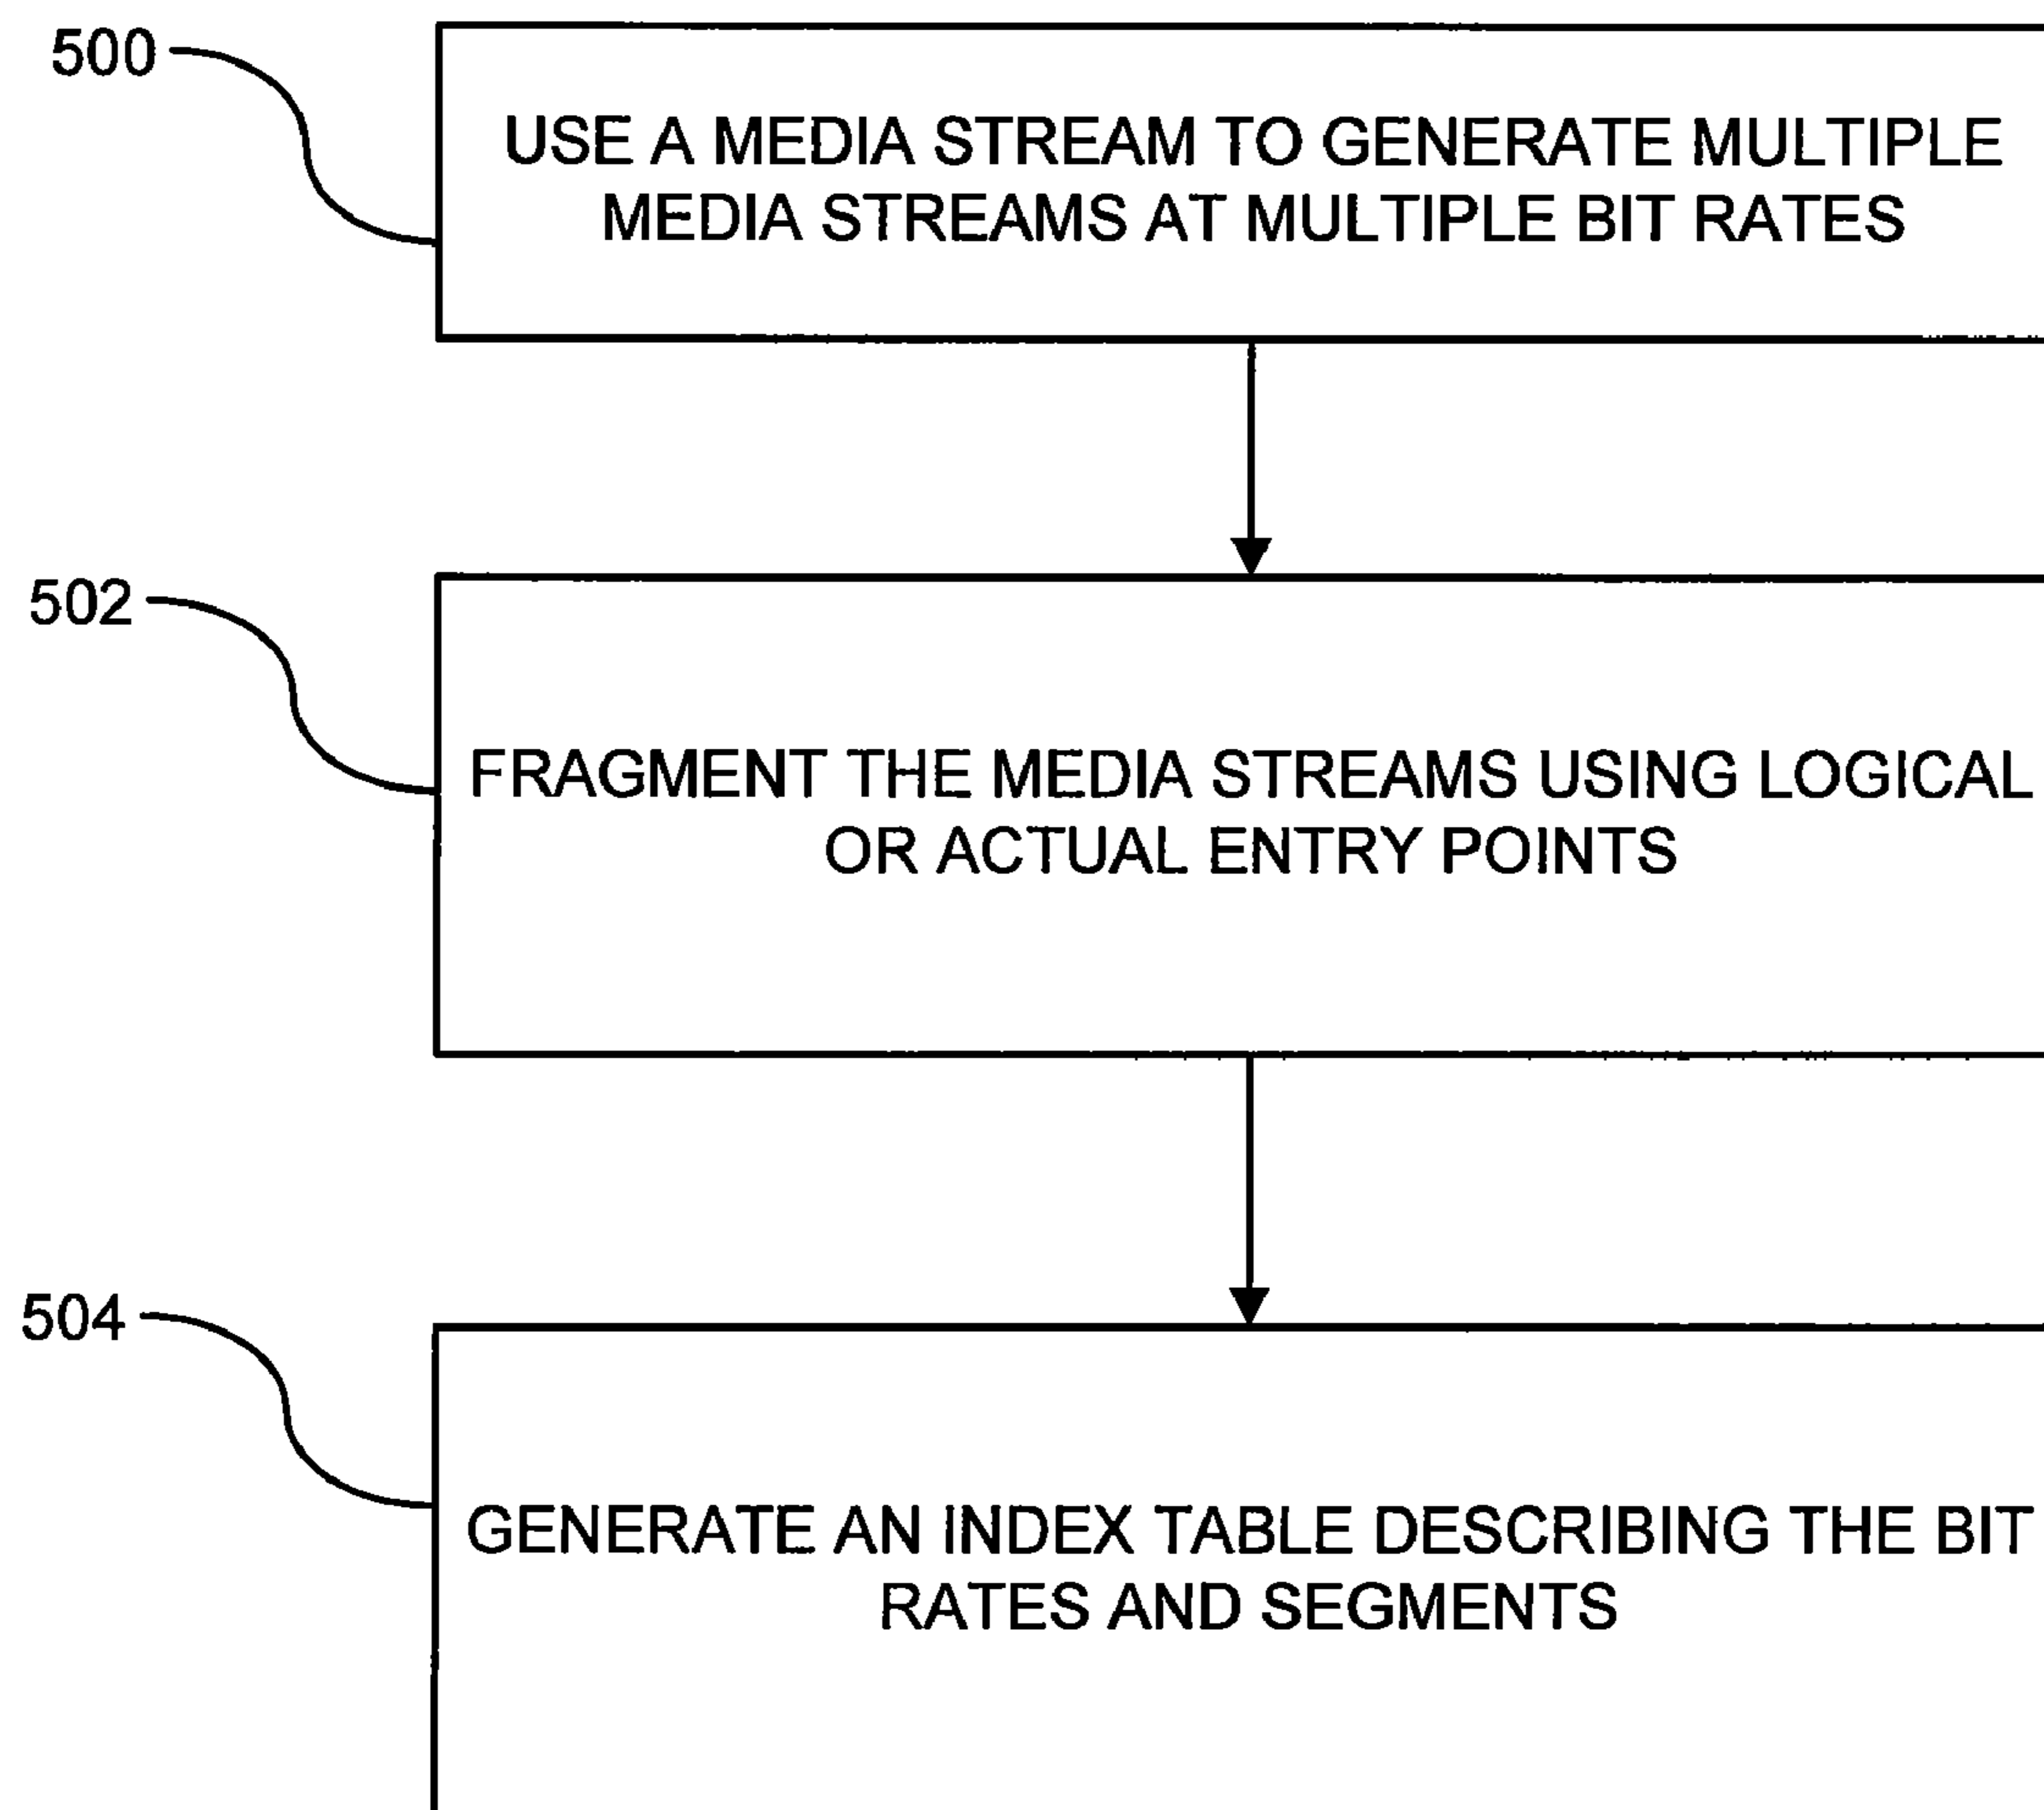 500
USE A MEDIA STREAM TO GENERATE MULTIPLE
MEDIA STREAMS AT MULTIPLE BIT RATES
502
FRAGMENT THE MEDIA STREAMS USING LOGICAL
OR ACTUAL ENTRY POINTS
504
GENERATE AN INDEX TABLE DESCRIBING THE BIT
RATES AND SEGMENTS